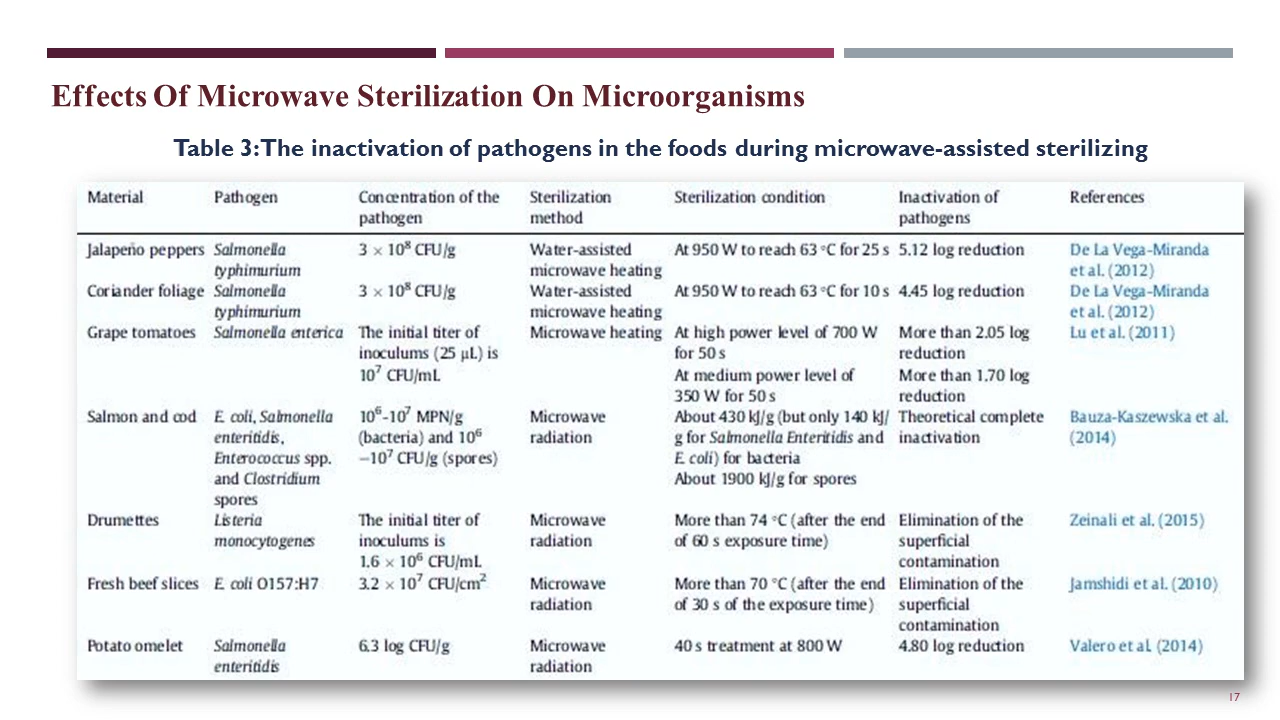 Effects Of Microwave Sterilization On Microorganisms
Table 3:The inactivation of pathogens in the foods during microwave-assisted sterilizing
Material Pathogen Concentration of the pathogen Sterilization method Sterilization condition Inactivation of pathogens References
Jalapeño peppers Salmonella typhimurium 3 × 10⁸ CFU/g Water-assisted microwave heating At 950 W to reach 63 °C for 25 s 5.12 log reduction De La Vega-Miranda et al. (2012)
Coriander foliage Salmonella typhimurium 3 × 10⁸ CFU/g Water-assisted microwave heating At 950 W to reach 63 °C for 10 s 4.45 log reduction De La Vega-Miranda et al. (2012)
Grape tomatoes Salmonella enterica The initial titer of inoculums (25 μL) is 10⁷ CFU/mL Microwave heating At high power level of 700 W for 50 s More than 2.05 log reduction Lu et al. (2011)
At medium power level of 350 W for 50 s More than 1.70 log reduction
Salmon and cod E. coli, Salmonella enteritidis, Enterococcus spp. and Clostridium spores 10⁶-10⁷ MPN/g (bacteria) and 10⁶ −10⁷ CFU/g (spores) Microwave radiation About 430 kJ/g (but only 140 kJ/g for Salmonella Enteritidis and E. coli) for bacteria About 1900 kJ/g for spores Theoretical complete inactivation Bauza-Kaszewska et al. (2014)
Drumettes Listeria monocytogenes The initial titer of inoculums is 1.6 × 10⁶ CFU/mL Microwave radiation More than 74 °C (after the end of 60 s exposure time) Elimination of the superficial contamination Zeinali et al. (2015)
Fresh beef slices E. coli O157:H7 3.2 × 10⁷ CFU/cm² Microwave radiation More than 70 °C (after the end of 30 s of the exposure time) Elimination of the superficial contamination Jamshidi et al. (2010)
Potato omelet Salmonella enteritidis 6.3 log CFU/g Microwave radiation 40 s treatment at 800 W 4.80 log reduction Valero et al. (2014)
17